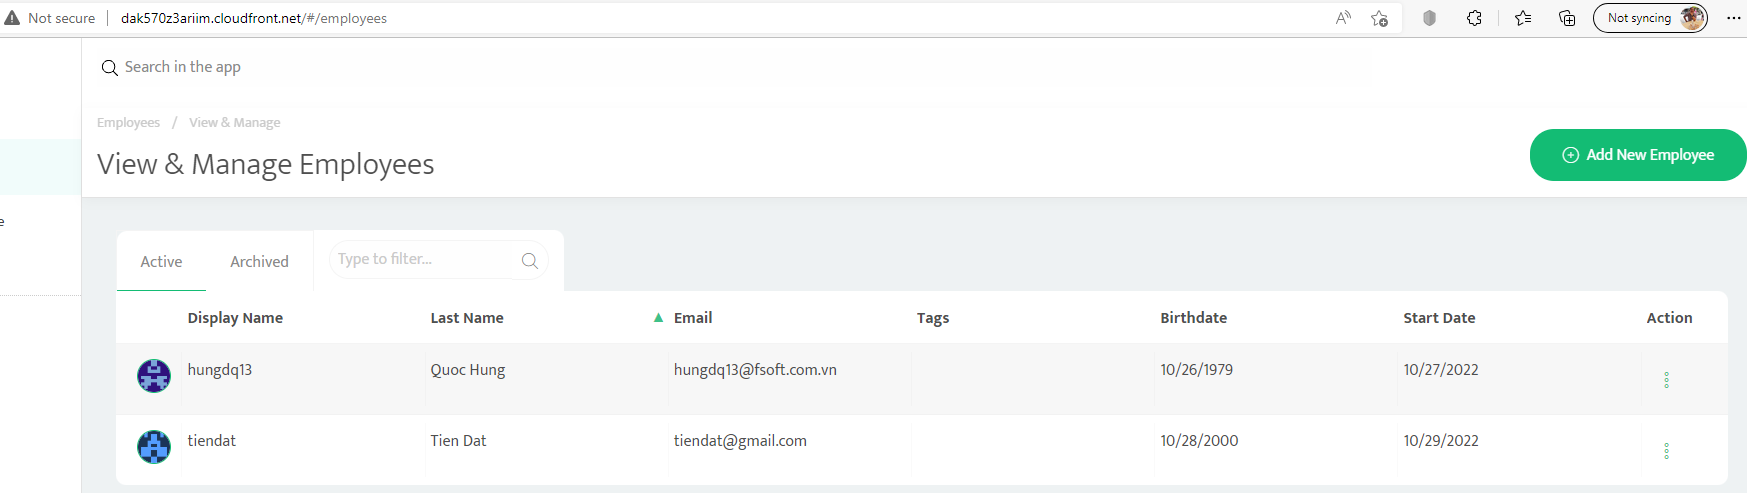 Not secure dak570z3ariim.cloudfront.net/#/employees Not syncing
Search in the app
Employees / View & Manage
View & Manage Employees
Add New Employee
e
Active Archived Type to filter...
Display Name Last Name Email Tags Birthdate Start Date Action
hungdq13 Quoc Hung hungdq13@fsoft.com.vn 10/26/1979 10/27/2022
tiendat Tien Dat tiendat@gmail.com 10/28/2000 10/29/2022